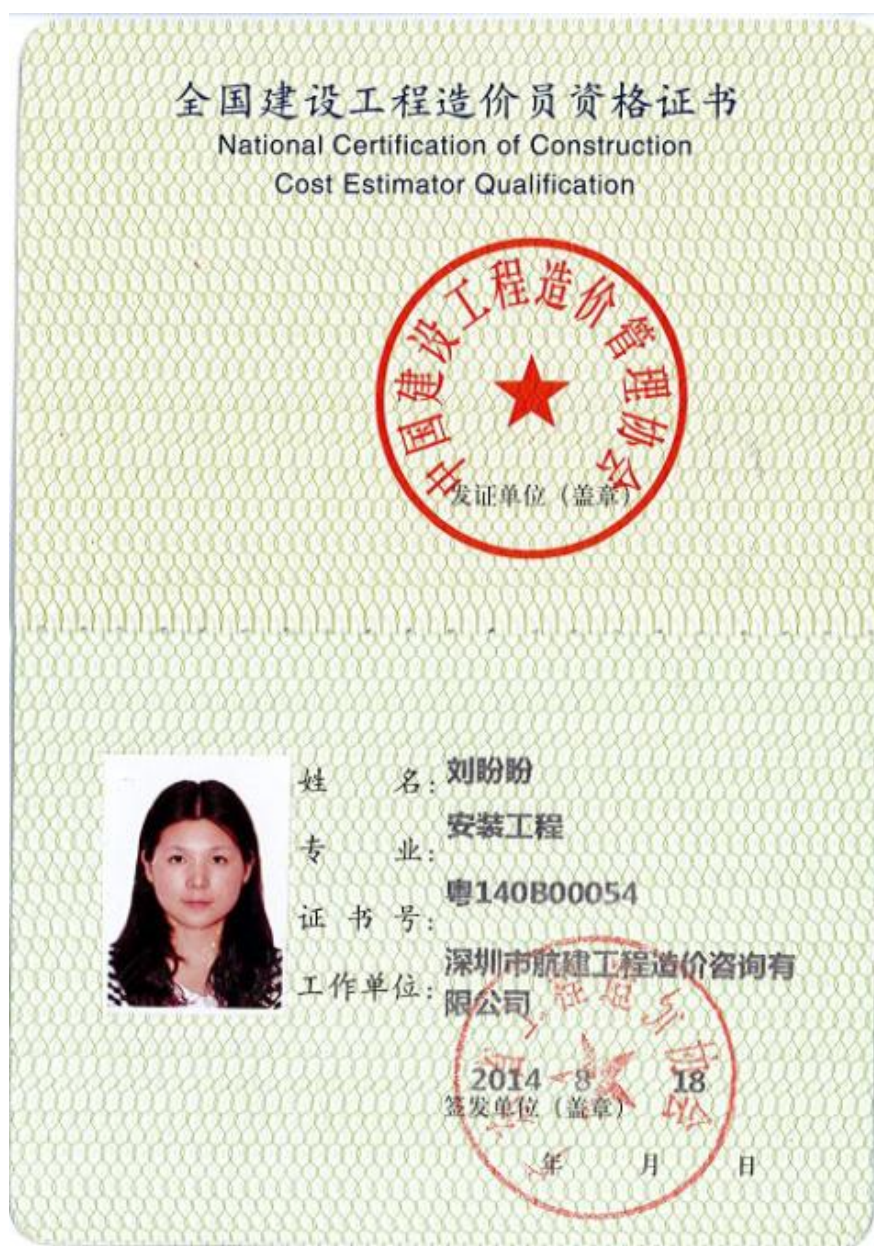 全国建设工程造价员资格证书
National Certification of Construction
Cost Estimator Qualification
中国建设工程造价管理协会
发证单位（盖章）
姓 名：刘盼盼
专 业：安装工程
证 书 号：粤140B00054
工作单位：深圳市航建工程造价咨询有
限公司
2014 8 18
签发单位（盖章）
年 月 日